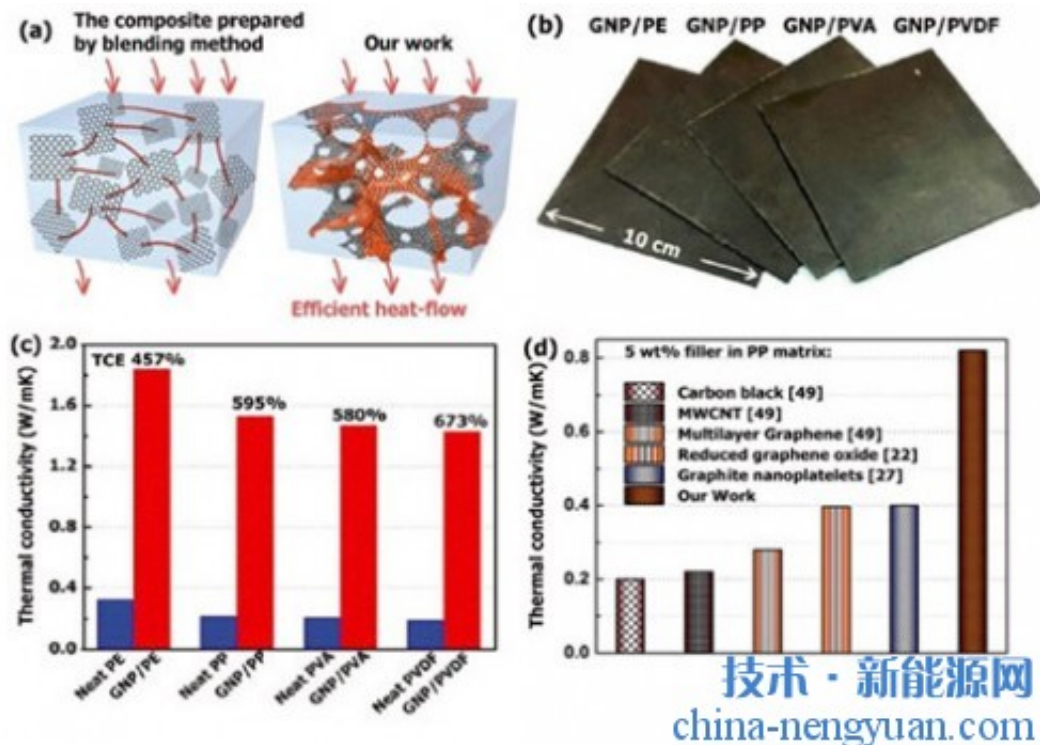 (a)
The composite prepared
by blending method
Our work
Efficient heat-flow
(b)
GNP/PE GNP/PP GNP/PVA GNP/PVDF
10 cm
(c)
Thermal conductivity (W/mK)
2.0
1.6
1.2
0.8
0.4
0.0
TCE 457%
595%
580%
673%
Neat PE
GNP/PE
Neat PP
GNP/PP
Neat PVA
GNP/PVA
Neat PVDF
GNP/PVDF
(d)
Thermal conductivity (W/mK)
0.8
0.6
0.4
0.2
0.0
5 wt% filler in PP matrix:
Carbon black [49]
MWCNT [49]
Multilayer Graphene [49]
Reduced graphene oxide [22]
Graphite nanoplatelets [27]
Our Work
技术·新能源网
china-nengyuan.com